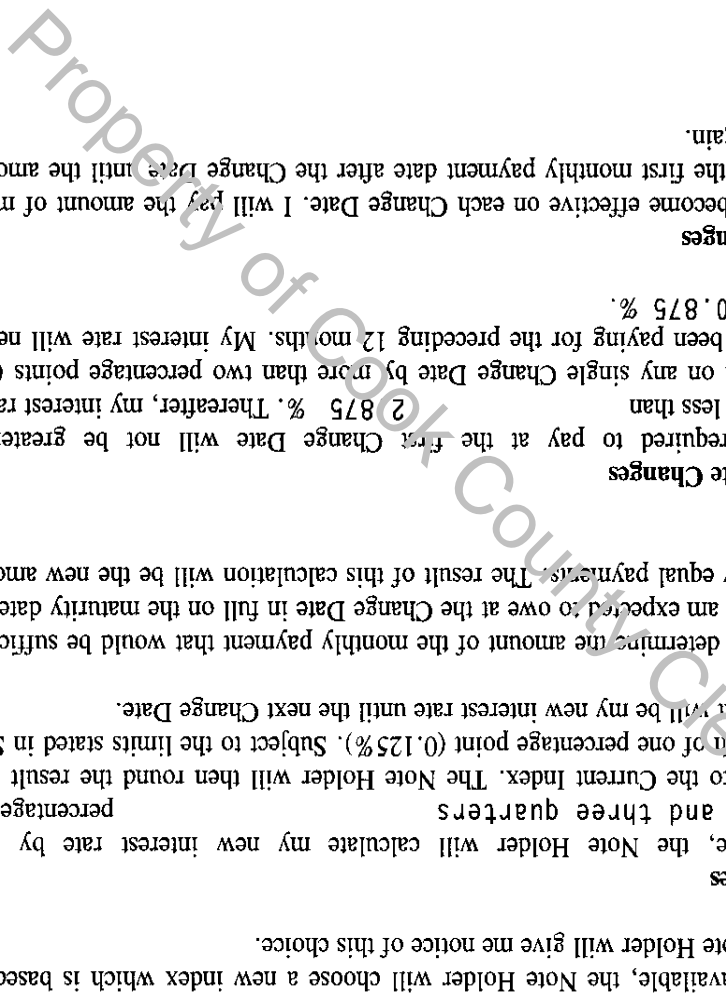 vailable, the Note Holder will choose a new index which is based
ote Holder will give me notice of this choice.
es
e, the Note Holder will calculate my new interest rate by
and three quarters percentage
to the Current Index. The Note Holder will then round the result
of one percentage point (0.125%). Subject to the limits stated in S
will be my new interest rate until the next Change Date.
determine the amount of the monthly payment that would be suffic
am expected to owe at the Change Date in full on the maturity date
equal payments. The result of this calculation will be the new amo
te Changes
required to pay at the first Change Date will not be greater
less than 2 875 %. Thereafter, my interest ra
on any single Change Date by more than two percentage points (
been paying for the preceding 12 months. My interest rate will ne
0.875 %.
nges
become effective on each Change Date. I will pay the amount of m
the first monthly payment date after the Change Date until the amo
gain.
Property of Cook County Cle